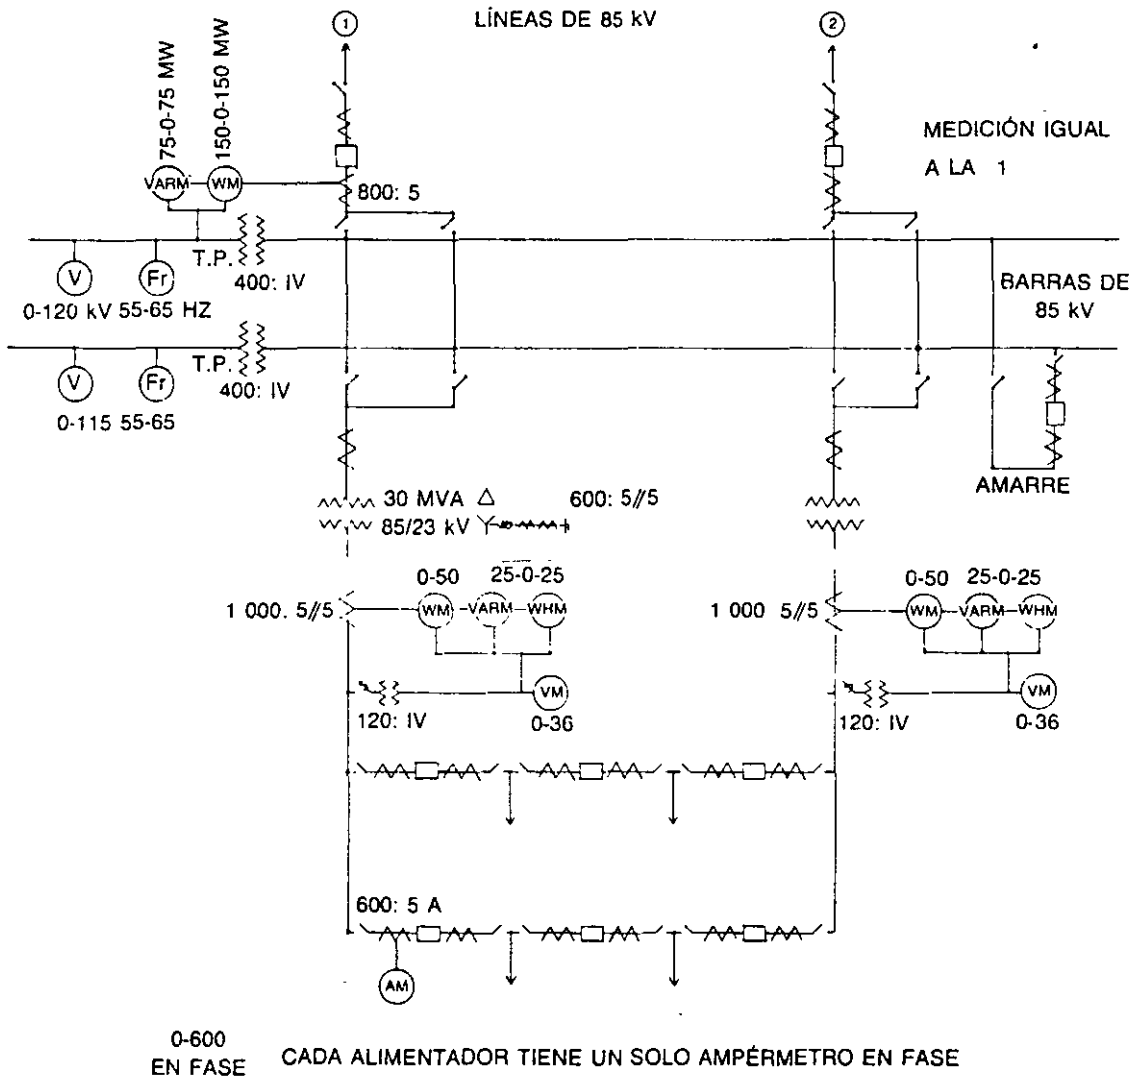 1
LÍNEAS DE 85 kV
2
75-0-75 MW
150-0-150 MW
MEDICIÓN IGUAL
A LA 1
VARM
WM
800: 5
T.P.
V
Fr
400: IV
0-120 kV 55-65 HZ
BARRAS DE
85 kV
T.P.
V
Fr
400: IV
0-115 55-65
AMARRE
30 MVA Δ
600: 5//5
85/23 kV
0-50 25-0-25
0-50 25-0-25
1 000. 5//5
WM
VARM
WHM
1 000 5//5
WM
VARM
WHM
VM
VM
120: IV
0-36
120: IV
0-36
600: 5 A
AM
0-600
EN FASE
CADA ALIMENTADOR TIENE UN SOLO AMPÉRMETRO EN FASE